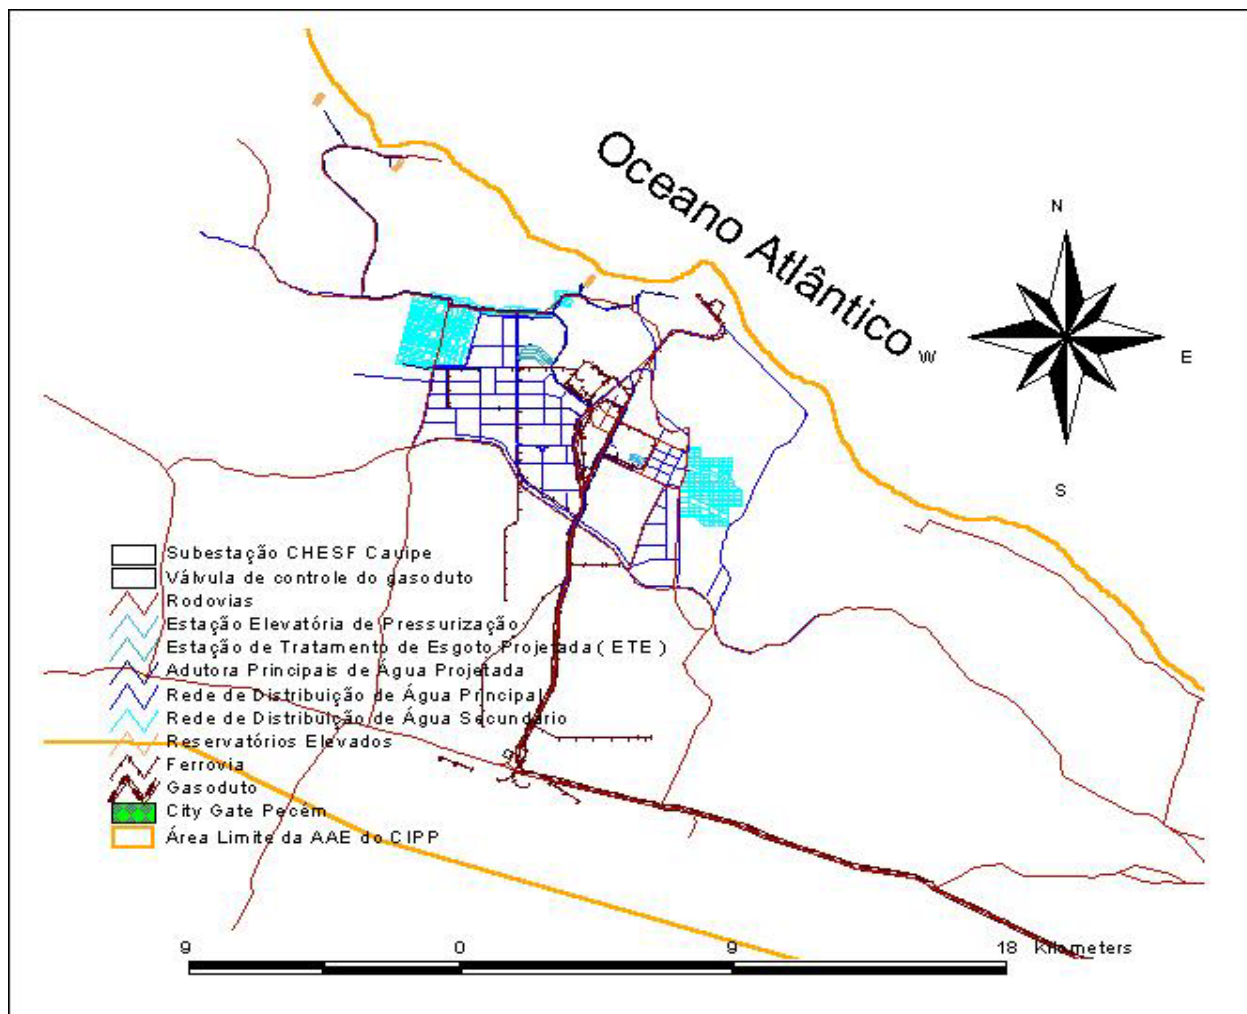 Oceano Atlântico
N
W
E
S
Subestação CHESF Cauipe
Válvula de controle do gasoduto
Rodovias
Estação Elevatória de Pressurização
Estação de Tratamento de Esgoto Projetada ( ETE )
Adutora Principais de Água Projetada
Rede de Distribuição de Água Principal
Rede de Distribuição de Água Secundário
Reservatórios Elevados
Ferrovia
Gasoduto
City Gate Pecém
Área Limite da AAE do CIPP
9 0 9 18 Kilometers